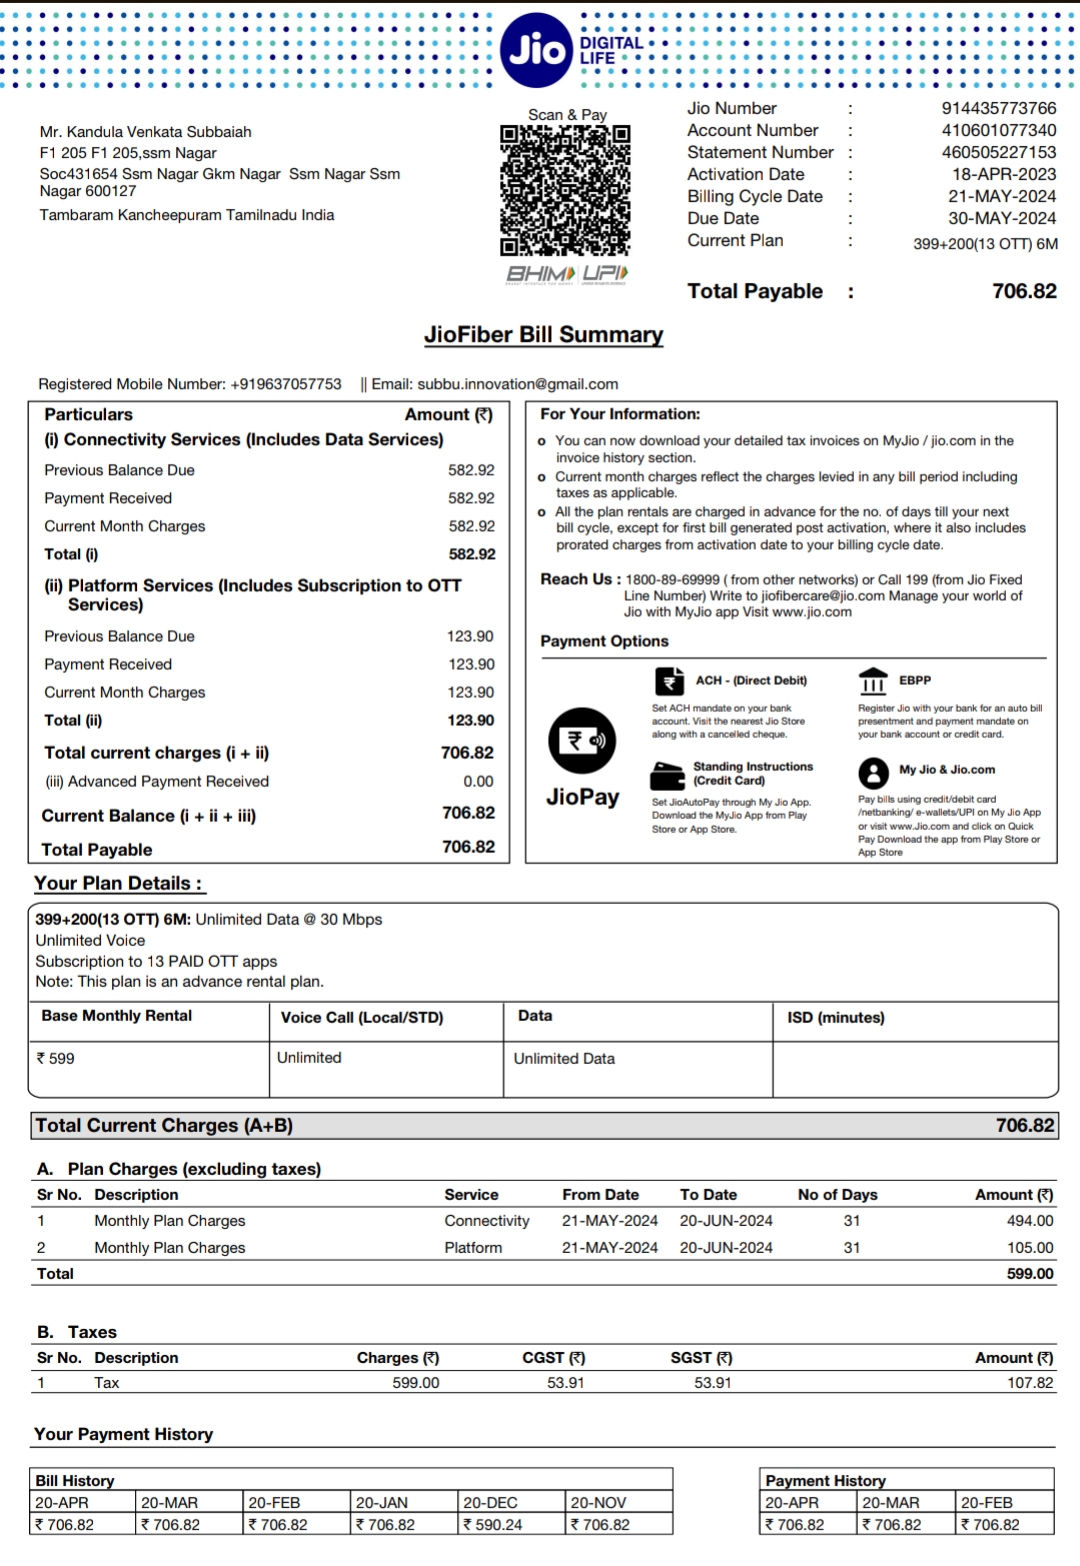 Jio DIGITAL LIFE
Mr. Kandula Venkata Subbaiah
F1 205 F1 205,ssm Nagar
Soc431654 Ssm Nagar Gkm Nagar Ssm Nagar Ssm
Nagar 600127
Tambaram Kancheepuram Tamilnadu India
Scan & Pay
BHIM UPI
Jio Number : 914435773766
Account Number : 410601077340
Statement Number : 460505227153
Activation Date : 18-APR-2023
Billing Cycle Date : 21-MAY-2024
Due Date : 30-MAY-2024
Current Plan : 399+200(13 OTT) 6M
Total Payable : 706.82
JioFiber Bill Summary
Registered Mobile Number: +919637057753 || Email: subbu.innovation@gmail.com
Particulars Amount (₹)
(i) Connectivity Services (Includes Data Services)
Previous Balance Due 582.92
Payment Received 582.92
Current Month Charges 582.92
Total (i) 582.92
(ii) Platform Services (Includes Subscription to OTT
Services)
Previous Balance Due 123.90
Payment Received 123.90
Current Month Charges 123.90
Total (ii) 123.90
Total current charges (i + ii) 706.82
(iii) Advanced Payment Received 0.00
Current Balance (i + ii + iii) 706.82
Total Payable 706.82
For Your Information:
o You can now download your detailed tax invoices on MyJio / jio.com in the
invoice history section.
o Current month charges reflect the charges levied in any bill period including
taxes as applicable.
o All the plan rentals are charged in advance for the no. of days till your next
bill cycle, except for first bill generated post activation, where it also includes
prorated charges from activation date to your billing cycle date.
Reach Us : 1800-89-69999 ( from other networks) or Call 199 (from Jio Fixed
Line Number) Write to jiofibercare@jio.com Manage your world of
Jio with MyJio app Visit www.jio.com
Payment Options
JioPay
ACH - (Direct Debit)
Set ACH mandate on your bank
account. Visit the nearest Jio Store
along with a cancelled cheque.
EBPP
Register Jio with your bank for an auto bill
presentment and payment mandate on
your bank account or credit card.
Standing Instructions
(Credit Card)
Set JioAutoPay through My Jio App.
Download the MyJio App from Play
Store or App Store.
My Jio & Jio.com
Pay bills using credit/debit card
/netbanking/ e-wallets/UPI on My Jio App
or visit www.Jio.com and click on Quick
Pay Download the app from Play Store or
App Store
Your Plan Details :
399+200(13 OTT) 6M: Unlimited Data @ 30 Mbps
Unlimited Voice
Subscription to 13 PAID OTT apps
Note: This plan is an advance rental plan.
Base Monthly Rental Voice Call (Local/STD) Data ISD (minutes)
₹ 599 Unlimited Unlimited Data
Total Current Charges (A+B) 706.82
A. Plan Charges (excluding taxes)
Sr No. Description Service From Date To Date No of Days Amount (₹)
1 Monthly Plan Charges Connectivity 21-MAY-2024 20-JUN-2024 31 494.00
2 Monthly Plan Charges Platform 21-MAY-2024 20-JUN-2024 31 105.00
Total 599.00
B. Taxes
Sr No. Description Charges (₹) CGST (₹) SGST (₹) Amount (₹)
1 Tax 599.00 53.91 53.91 107.82
Your Payment History
Bill History
20-APR 20-MAR 20-FEB 20-JAN 20-DEC 20-NOV
₹ 706.82 ₹ 706.82 ₹ 706.82 ₹ 706.82 ₹ 590.24 ₹ 706.82
Payment History
20-APR 20-MAR 20-FEB
₹ 706.82 ₹ 706.82 ₹ 706.82